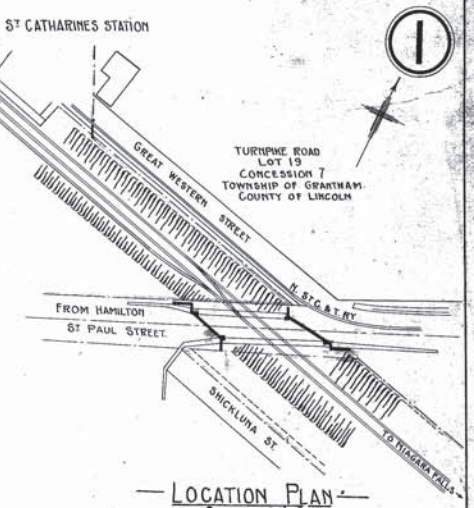 ST CATHARINES STATION
TURNPIKE ROAD
LOT 19
CONCESSION 7
TOWNSHIP OF GRANTHAM.
COUNTY OF LINCOLN
GREAT WESTERN STREET
N. ST C. & T. RY
FROM HAMILTON
ST PAUL STREET.
SHICKLUNA ST.
TO NIAGARA FALLS
LOCATION PLAN